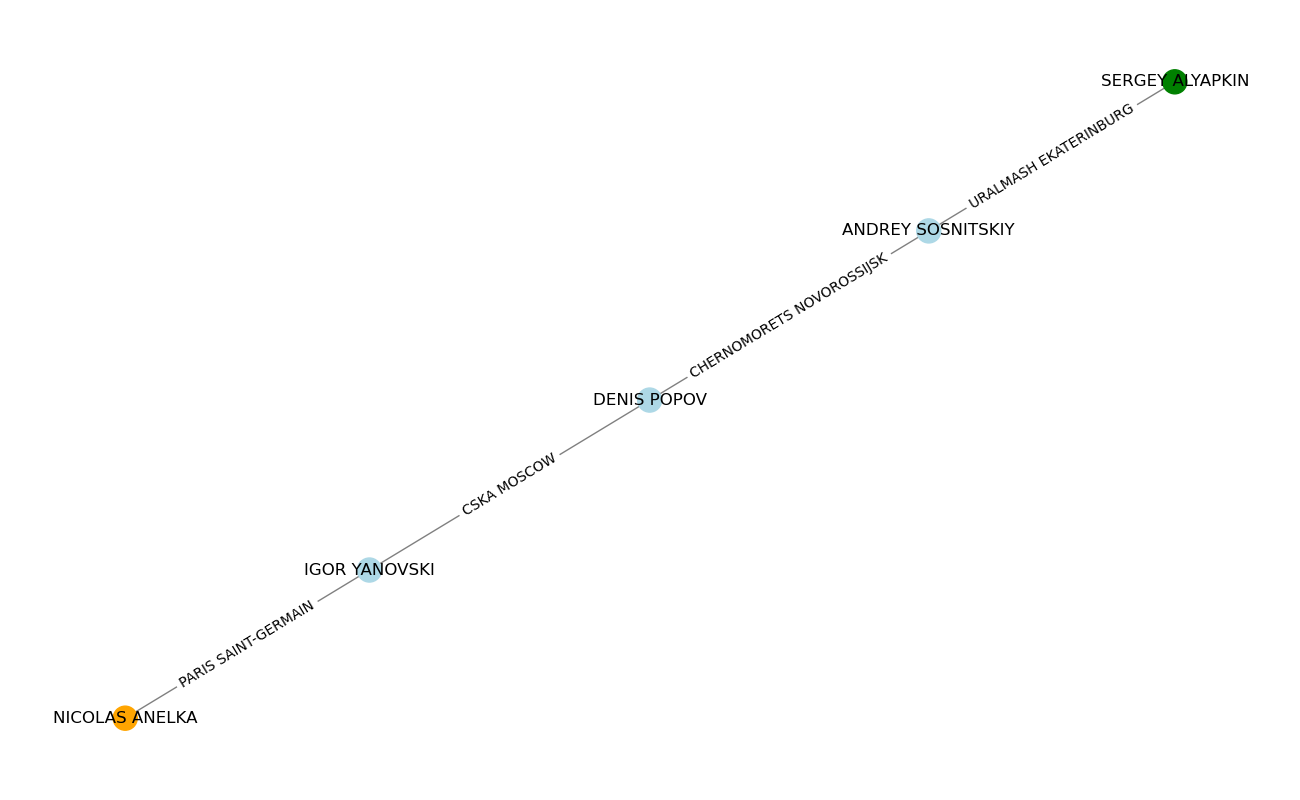 SERGEY ALYAPKIN
URALMASH EKATERINBURG
ANDREY SOSNITSKIY
CHERNOMORETS NOVOROSSIJSK
DENIS POPOV
CSKA MOSCOW
IGOR YANOVSKI
PARIS SAINT-GERMAIN
NICOLAS ANELKA